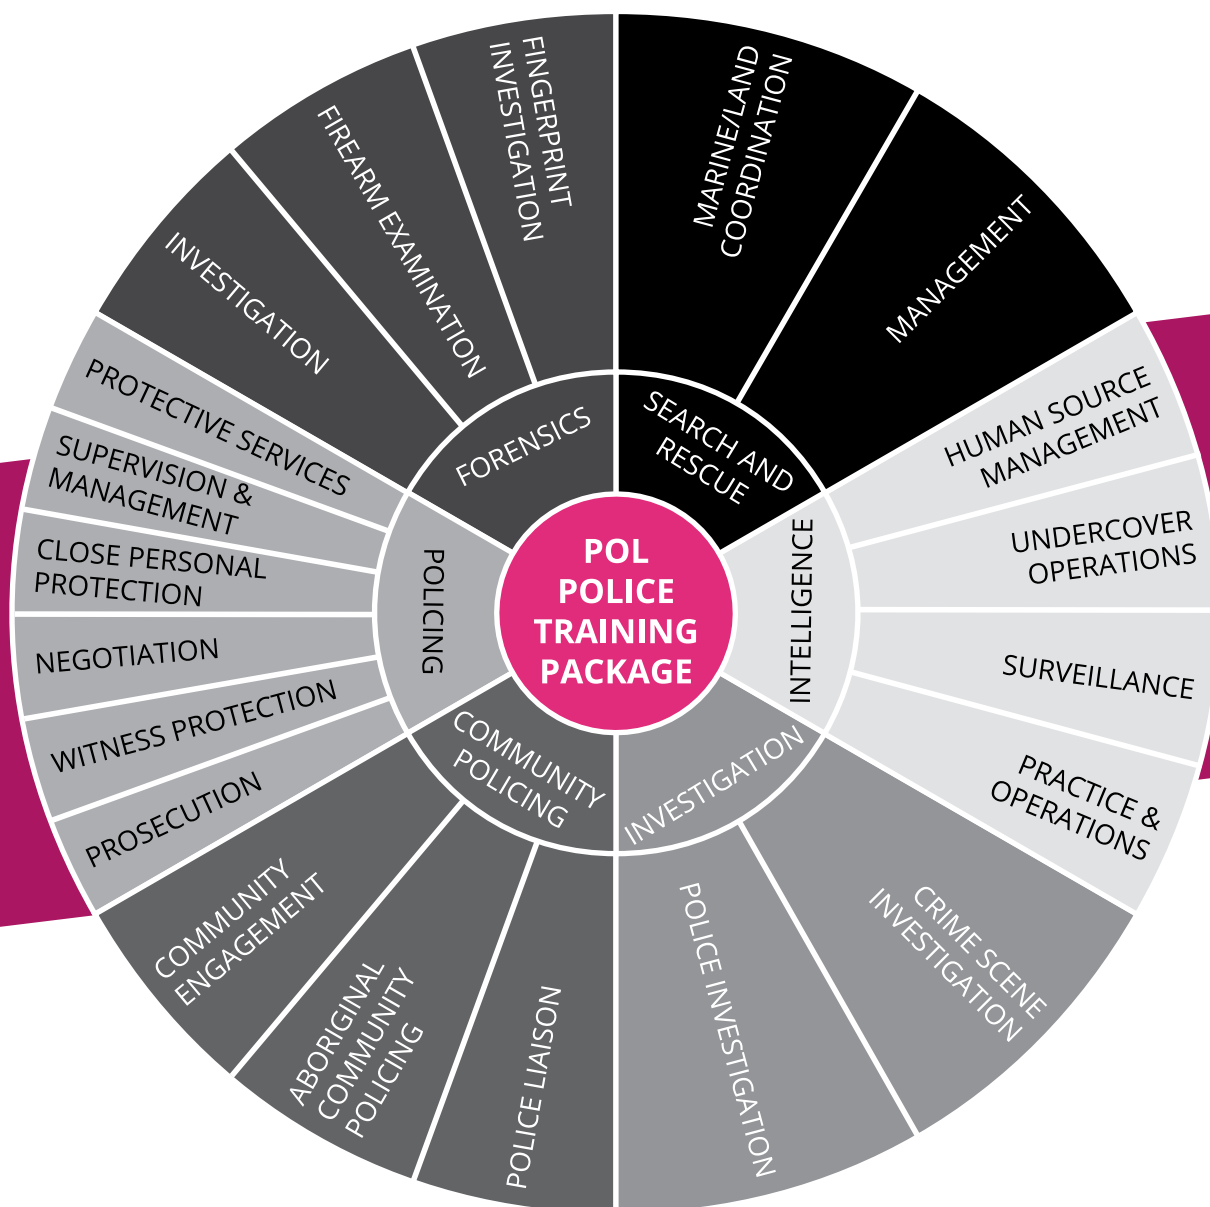 POL
POLICE
TRAINING
PACKAGE
SEARCH AND
RESCUE
MARINE/LAND
COORDINATION
MANAGEMENT
INTELLIGENCE
HUMAN SOURCE
MANAGEMENT
UNDERCOVER
OPERATIONS
SURVEILLANCE
PRACTICE &
OPERATIONS
INVESTIGATION
CRIME SCENE
INVESTIGATION
POLICE INVESTIGATION
COMMUNITY
POLICING
POLICE LIAISON
ABORIGINAL
COMMUNITY
POLICING
COMMUNITY
ENGAGEMENT
POLICING
PROSECUTION
WITNESS PROTECTION
NEGOTIATION
CLOSE PERSONAL
PROTECTION
SUPERVISION &
MANAGEMENT
PROTECTIVE SERVICES
FORENSICS
INVESTIGATION
FIREARM EXAMINATION
FINGERPRINT
INVESTIGATION